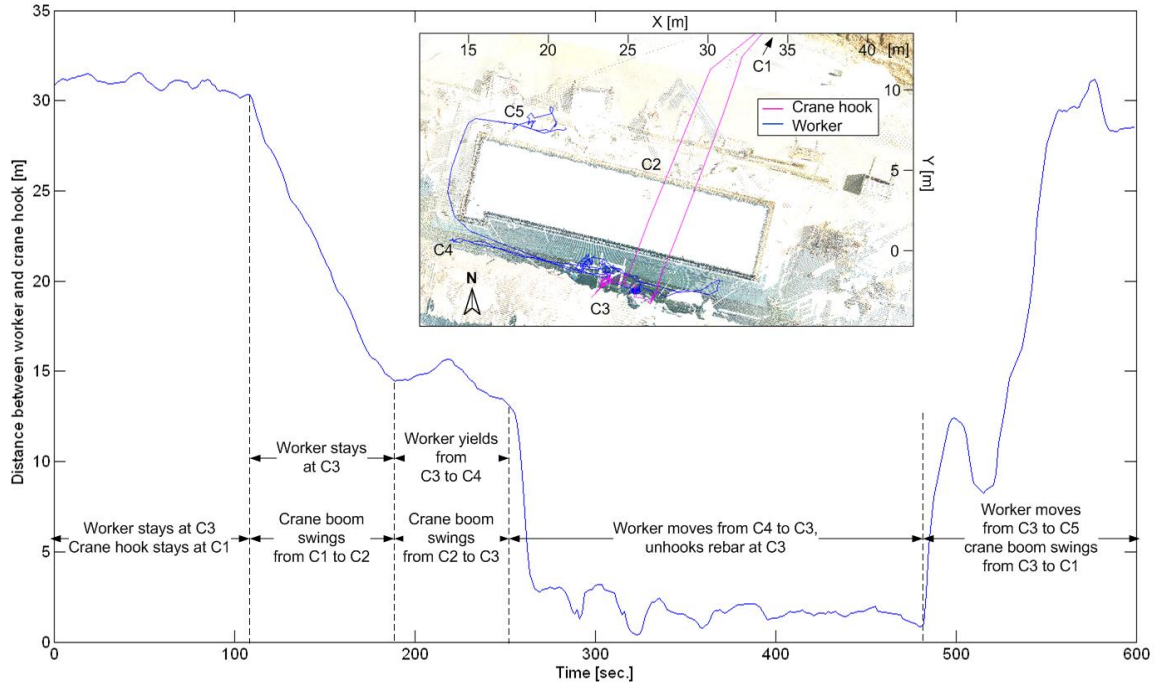 35
30
25
20
15
10
5
0
Distance between worker and crane hook [m]
X [m]
15
20
25
30
35
40
[m]
C1
10
Crane hook
Worker
C5
C2
5
Y [m]
C4
0
N
C3
Worker stays
at C3
Worker yields
from
C3 to C4
Worker stays at C3
Crane hook stays at C1
Crane boom
swings
from C1 to C2
Crane boom
swings
from C2 to C3
Worker moves from C4 to C3,
unhooks rebar at C3
Worker moves
from C3 to C5
crane boom swings
from C3 to C1
0
100
200
300
400
500
600
Time [sec.]